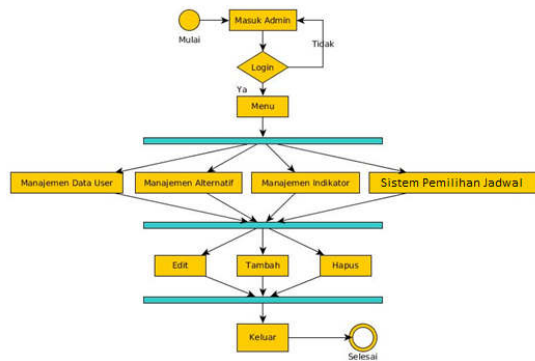 Masuk Admin
Mulai
Tidak
Login
Ya
Menu
Manajemen Data User
Manajemen Alternatif
Manajemen Indikator
Sistem Pemilihan Jadwal
Edit
Tambah
Hapus
Keluar
Selesai